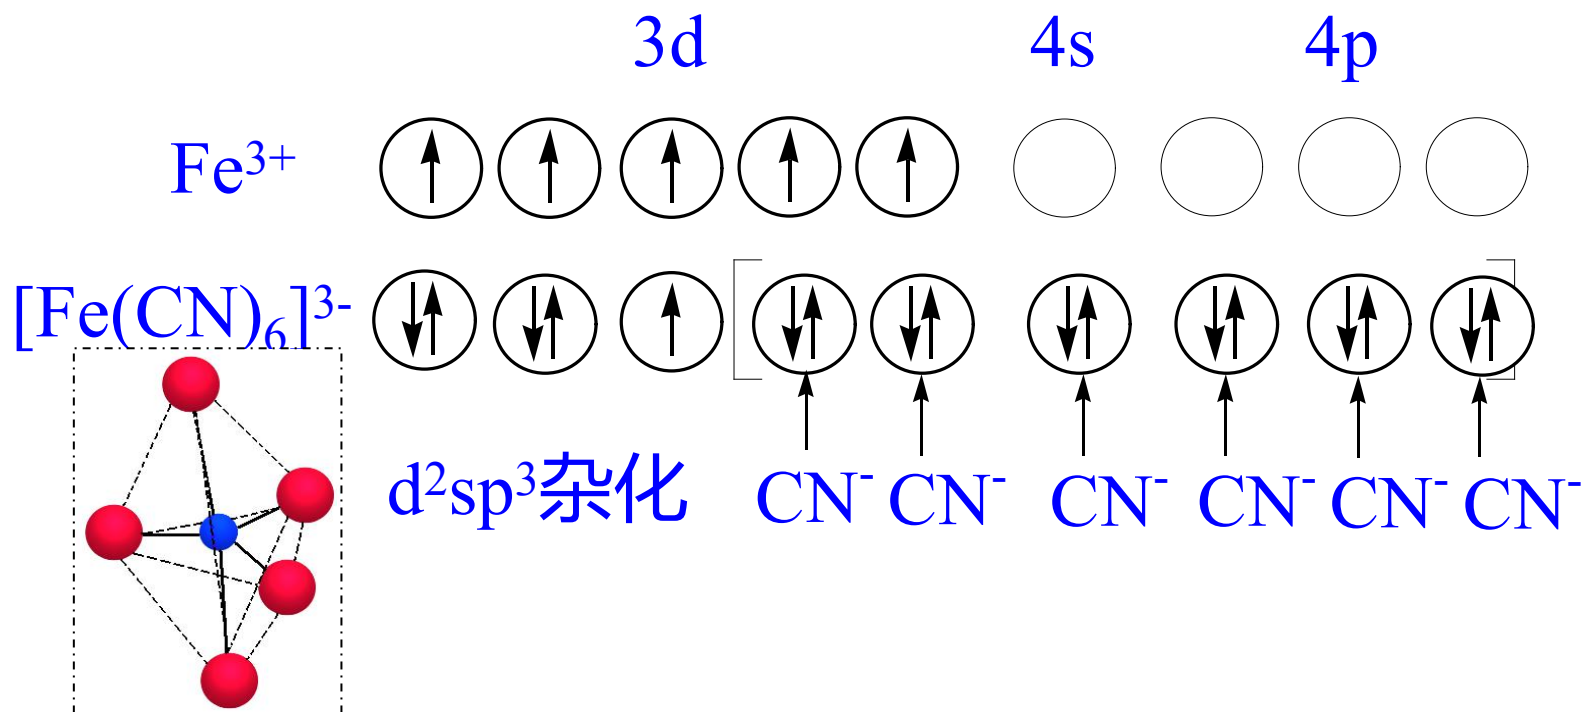 3d 4s 4p
Fe³⁺
[Fe(CN)₆]³⁻
d²sp³杂化 CN⁻ CN⁻ CN⁻ CN⁻ CN⁻ CN⁻